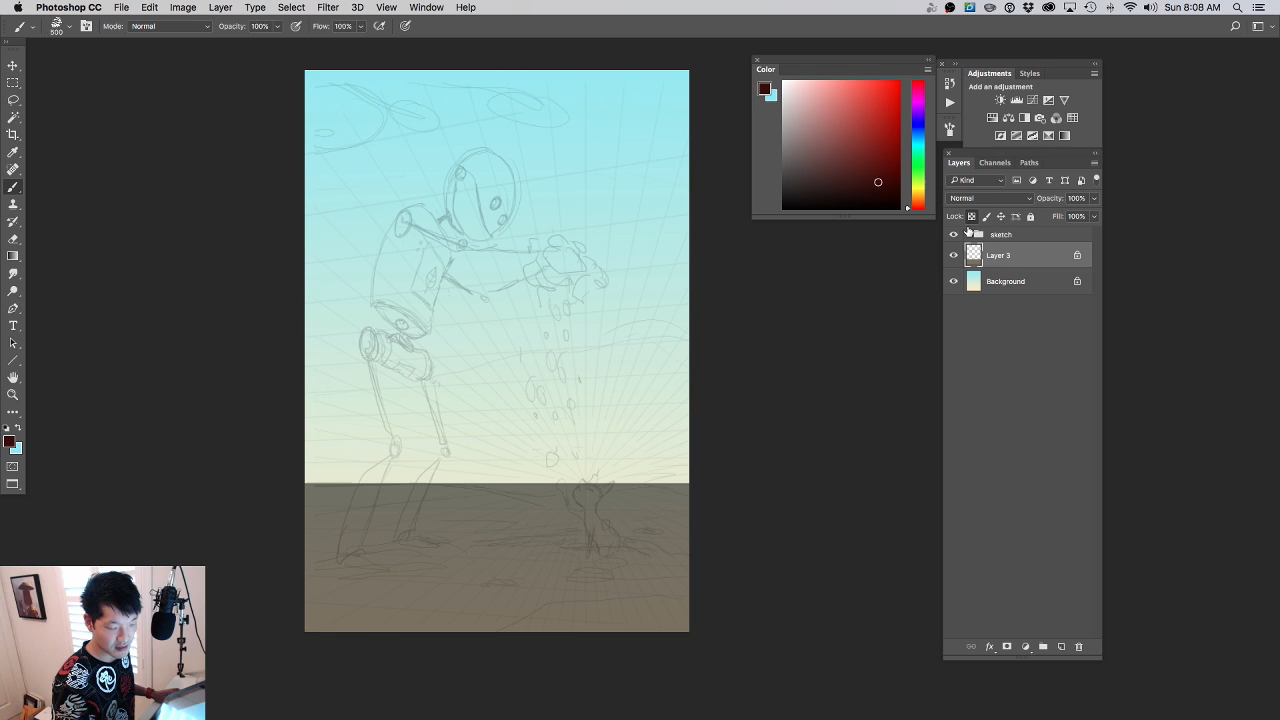 Photoshop CC File Edit Image Layer Type Select Filter 3D View Window Help Sun 8:08 AM
500 Mode: Normal Opacity: 100% Flow: 100%
Color
Adjustments Styles
Add an adjustment
Layers Channels Paths
Kind
Normal Opacity: 100%
Lock: Fill: 100%
sketch
Layer 3
Background
fx